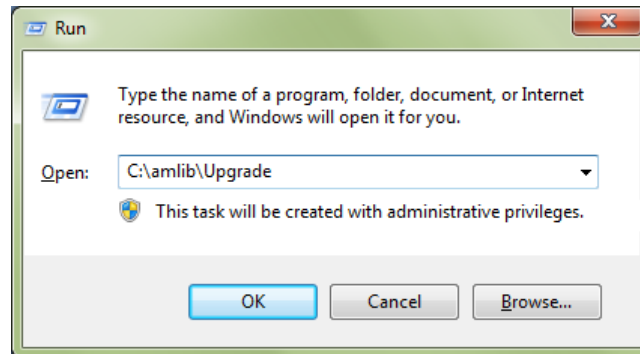 Run
Type the name of a program, folder, document, or Internet
resource, and Windows will open it for you.
Open: C:\amlib\Upgrade
This task will be created with administrative privileges.
OK Cancel Browse...